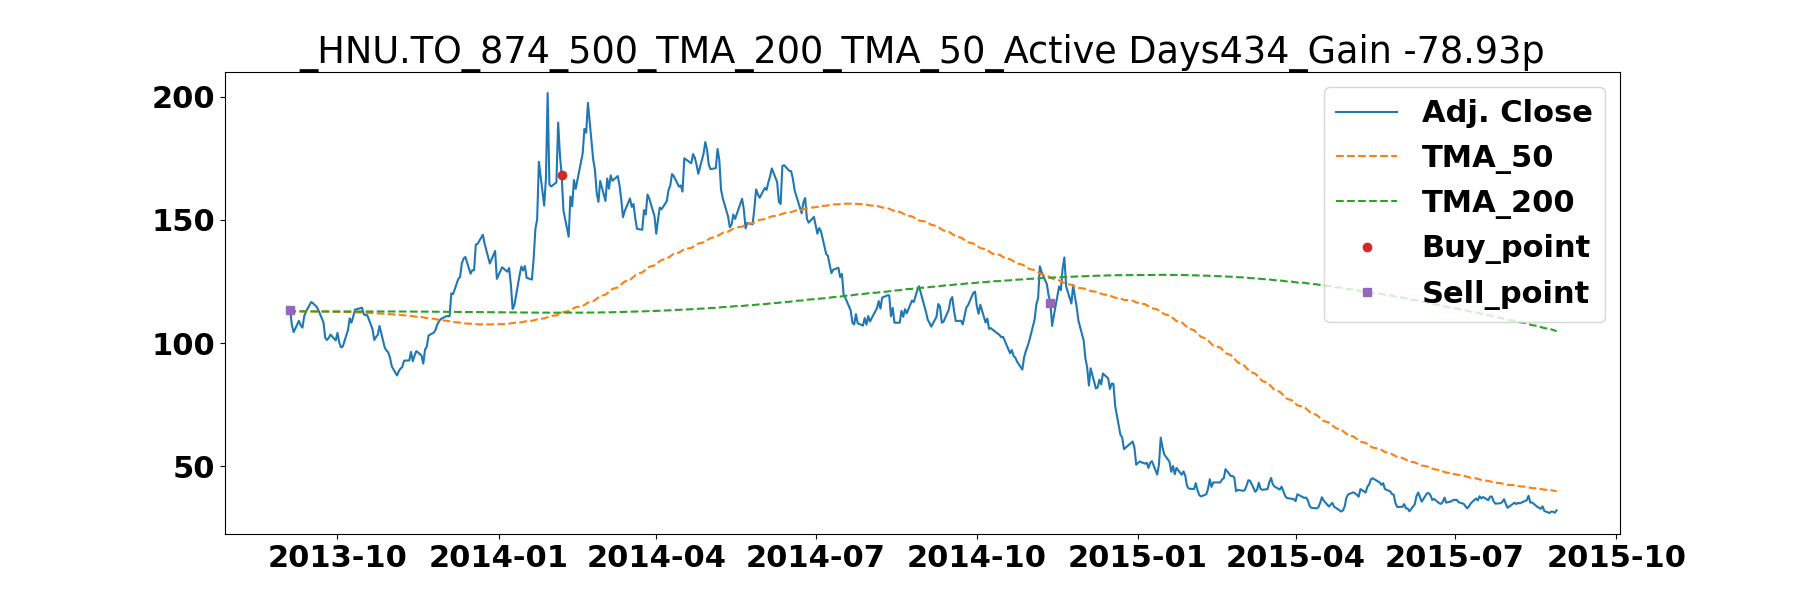 _HNU.TO_874_500_TMA_200_TMA_50_Active Days434_Gain -78.93p
200
150
100
50
Adj. Close
TMA_50
TMA_200
Buy_point
Sell_point
2013-10 2014-01 2014-04 2014-07 2014-10 2015-01 2015-04 2015-07 2015-10